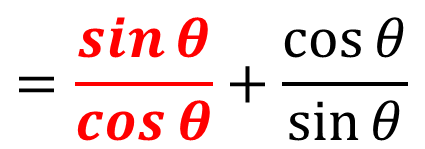 = sin θ / cos θ + cos θ / sin θ